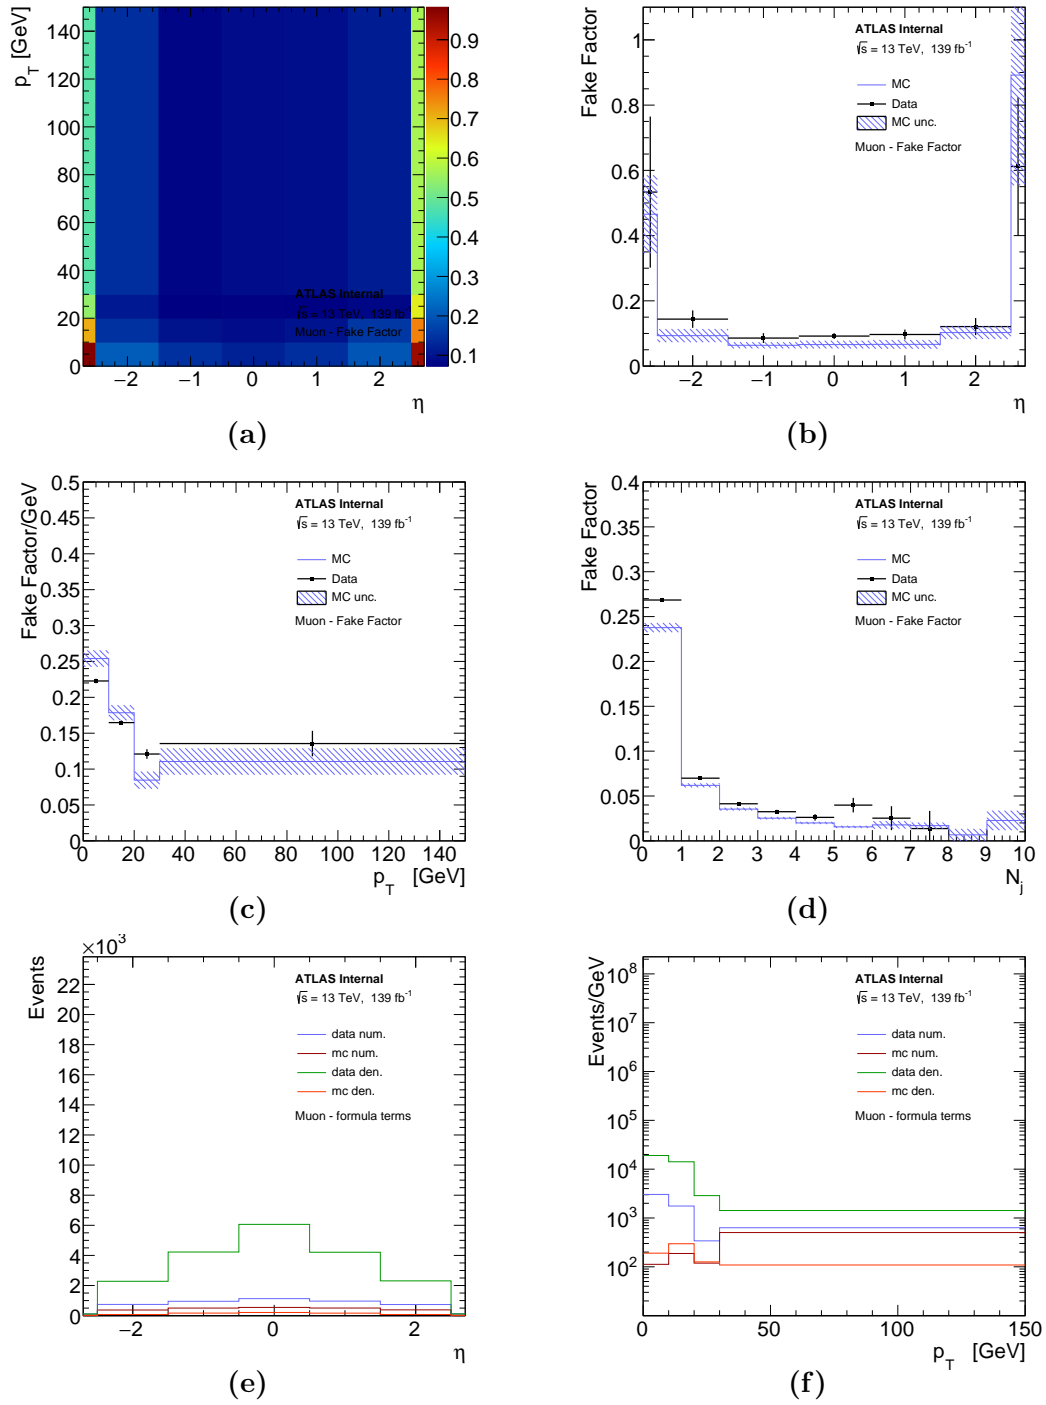 p_T [GeV]
140
120
100
80
60
40
20
0
−2 −1 0 1 2
η
0.9
0.8
0.7
0.6
0.5
0.4
0.3
0.2
0.1
ATLAS Internal
√s = 13 TeV, 139 fb
Muon - Fake Factor
(a)
Fake Factor
1
0.8
0.6
0.4
0.2
0
−2 −1 0 1 2
η
ATLAS Internal
√s = 13 TeV, 139 fb⁻¹
MC
Data
MC unc.
Muon - Fake Factor
(b)
Fake Factor/GeV
0.5
0.45
0.4
0.35
0.3
0.25
0.2
0.15
0.1
0.05
0
0 20 40 60 80 100 120 140
p_T [GeV]
ATLAS Internal
√s = 13 TeV, 139 fb⁻¹
MC
Data
MC unc.
Muon - Fake Factor
(c)
Fake Factor
0.4
0.35
0.3
0.25
0.2
0.15
0.1
0.05
0
0 1 2 3 4 5 6 7 8 9 10
N_j
ATLAS Internal
√s = 13 TeV, 139 fb⁻¹
MC
Data
MC unc.
Muon - Fake Factor
(d)
×10³
Events
22
20
18
16
14
12
10
8
6
4
2
0
−2 0 2
η
ATLAS Internal
√s = 13 TeV, 139 fb⁻¹
data num.
mc num.
data den.
mc den.
Muon - formula terms
(e)
Events/GeV
10⁸
10⁷
10⁶
10⁵
10⁴
10³
10²
0 50 100 150
p_T [GeV]
ATLAS Internal
√s = 13 TeV, 139 fb⁻¹
data num.
mc num.
data den.
mc den.
Muon - formula terms
(f)